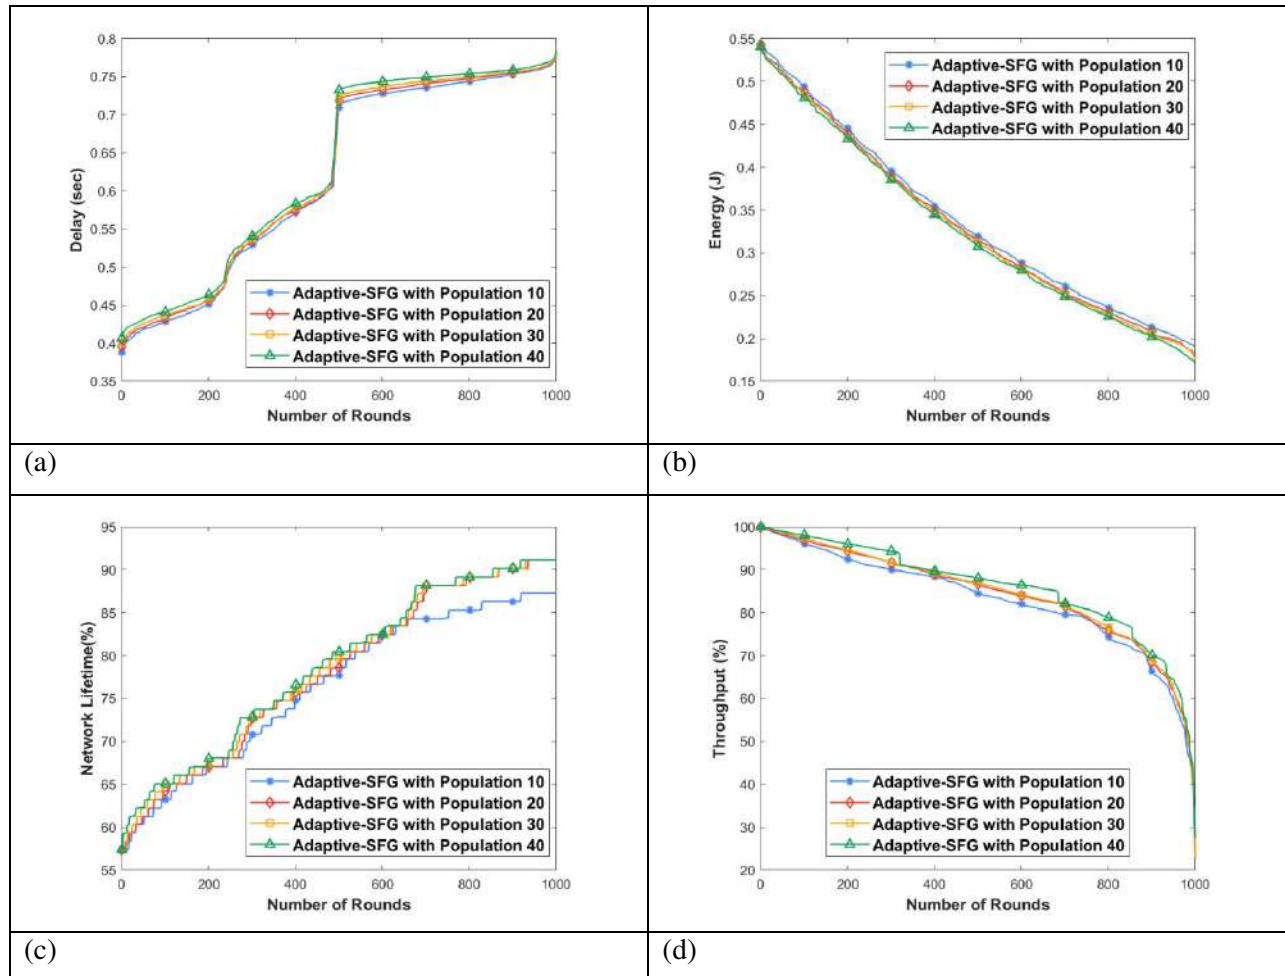 0.8
0.75
0.7
0.65
0.6
0.55
0.5
0.45
0.4
0.35
Delay (sec)
Adaptive-SFG with Population 10
Adaptive-SFG with Population 20
Adaptive-SFG with Population 30
Adaptive-SFG with Population 40
0 200 400 600 800 1000
Number of Rounds
0.55
0.5
0.45
0.4
0.35
0.3
0.25
0.2
0.15
Energy (J)
Adaptive-SFG with Population 10
Adaptive-SFG with Population 20
Adaptive-SFG with Population 30
Adaptive-SFG with Population 40
0 200 400 600 800 1000
Number of Rounds
(a)
(b)
95
90
85
80
75
70
65
60
55
Network Lifetime(%)
Adaptive-SFG with Population 10
Adaptive-SFG with Population 20
Adaptive-SFG with Population 30
Adaptive-SFG with Population 40
0 200 400 600 800 1000
Number of Rounds
100
90
80
70
60
50
40
30
20
Throughput (%)
Adaptive-SFG with Population 10
Adaptive-SFG with Population 20
Adaptive-SFG with Population 30
Adaptive-SFG with Population 40
0 200 400 600 800 1000
Number of Rounds
(c)
(d)